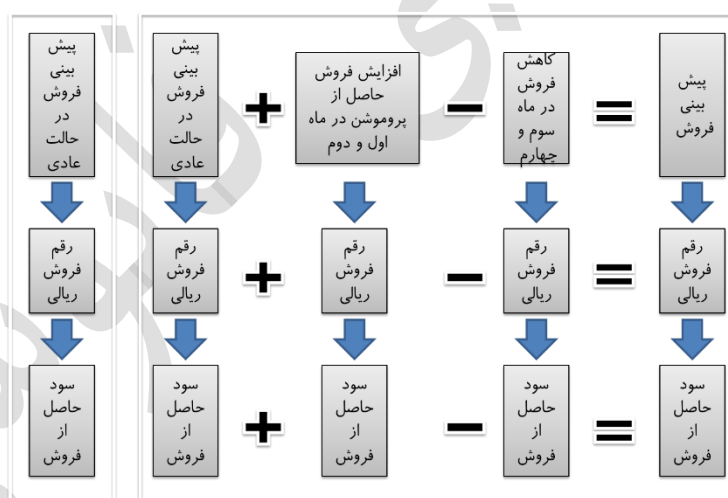 پیش
بینی
فروش
در
حالت
عادی
پیش
بینی
فروش
در
حالت
عادی
+
افزایش فروش
حاصل از
پروموشن در ماه
اول و دوم
−
کاهش
فروش
در ماه
سوم و
چهارم
=
پیش
بینی
فروش
رقم
فروش
ریالی
رقم
فروش
ریالی
+
رقم
فروش
ریالی
−
رقم
فروش
ریالی
=
رقم
فروش
ریالی
سود
حاصل
از
فروش
سود
حاصل
از
فروش
+
سود
حاصل
از
فروش
−
سود
حاصل
از
فروش
=
سود
حاصل
از
فروش